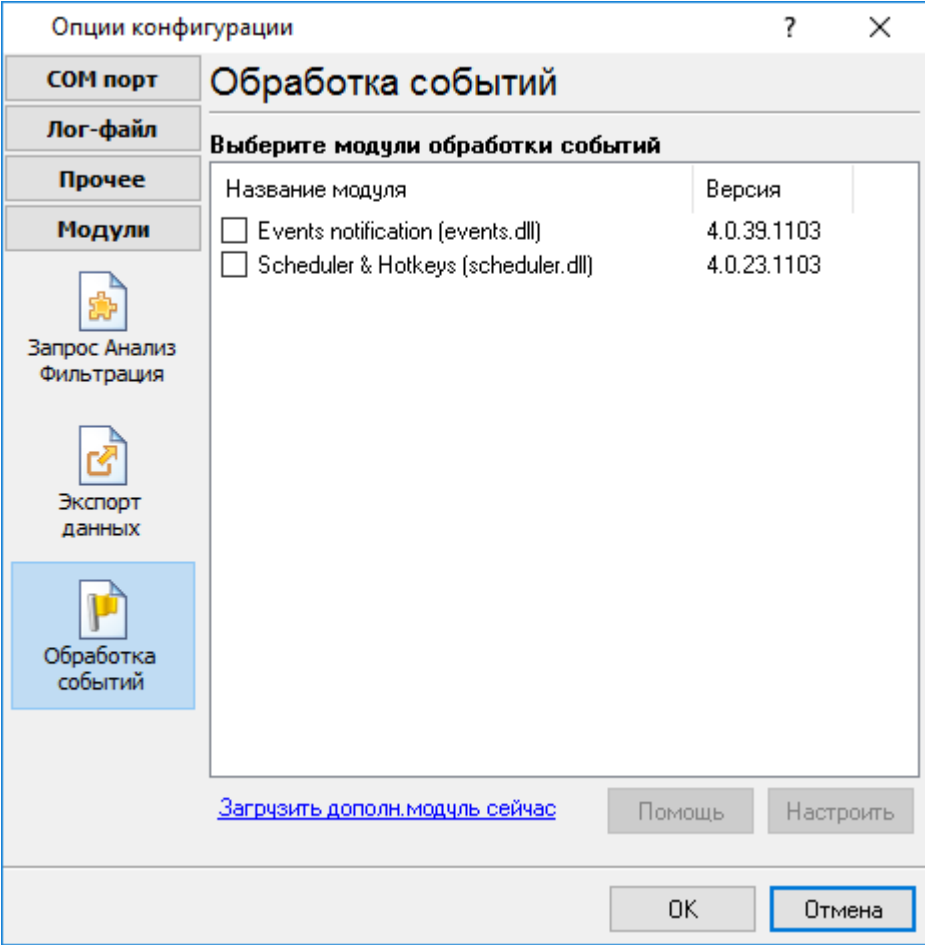 Опции конфигурации ?
COM порт
Лог-файл
Прочее
Модули
Запрос Анализ
Фильтрация
Экспорт
данных
Обработка
событий
Обработка событий
Выберите модули обработки событий
Название модуля Версия
Events notification (events.dll) 4.0.39.1103
Scheduler & Hotkeys (scheduler.dll) 4.0.23.1103
Загрузить дополн.модуль сейчас Помощь Настроить
OK Отмена